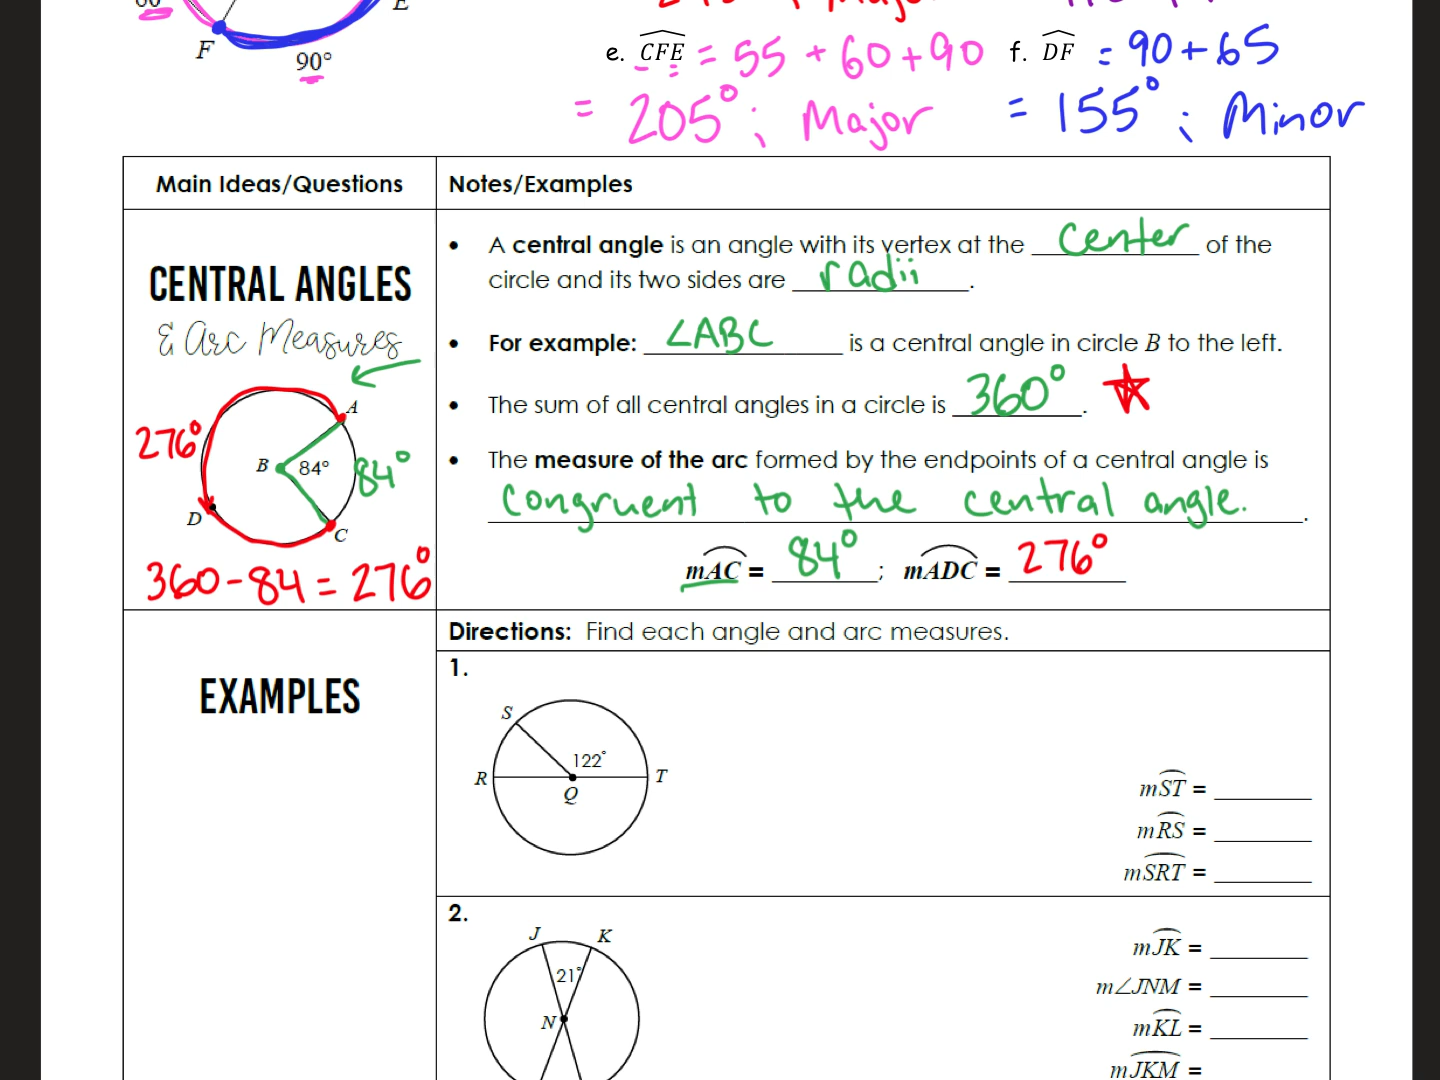 F
E
90°
e. CFE = 55 + 60 + 90
= 205° ; Major
f. DF = 90 + 65
= 155° ; Minor
Main Ideas/Questions
Notes/Examples
CENTRAL ANGLES
& Arc Measures
A
276°
B
84°
84°
D
C
360 - 84 = 276°
• A central angle is an angle with its vertex at the center of the
circle and its two sides are radii.
• For example: ∠ABC is a central angle in circle B to the left.
• The sum of all central angles in a circle is 360°.
• The measure of the arc formed by the endpoints of a central angle is
congruent to the central angle.
mAC = 84° ; mADC = 276°
EXAMPLES
Directions: Find each angle and arc measures.
1.
S
122°
R
T
Q
mST =
mRS =
mSRT =
2.
J
K
21°
N
mJK =
m∠JNM =
mKL =
mJKM =